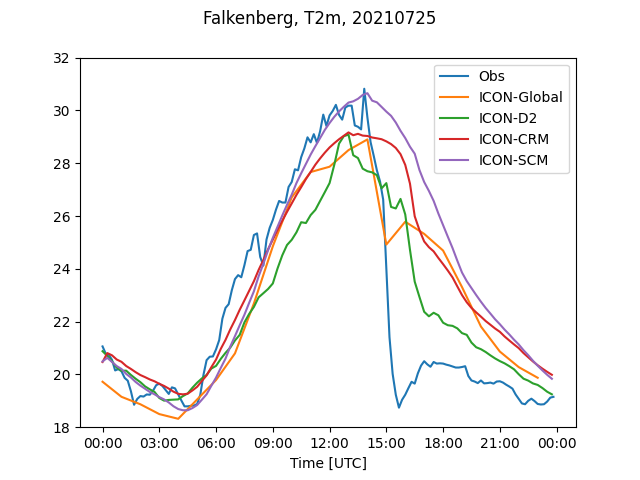 Falkenberg, T2m, 20210725
32
30
28
26
24
22
20
18
Obs
ICON-Global
ICON-D2
ICON-CRM
ICON-SCM
00:00 03:00 06:00 09:00 12:00 15:00 18:00 21:00 00:00
Time [UTC]